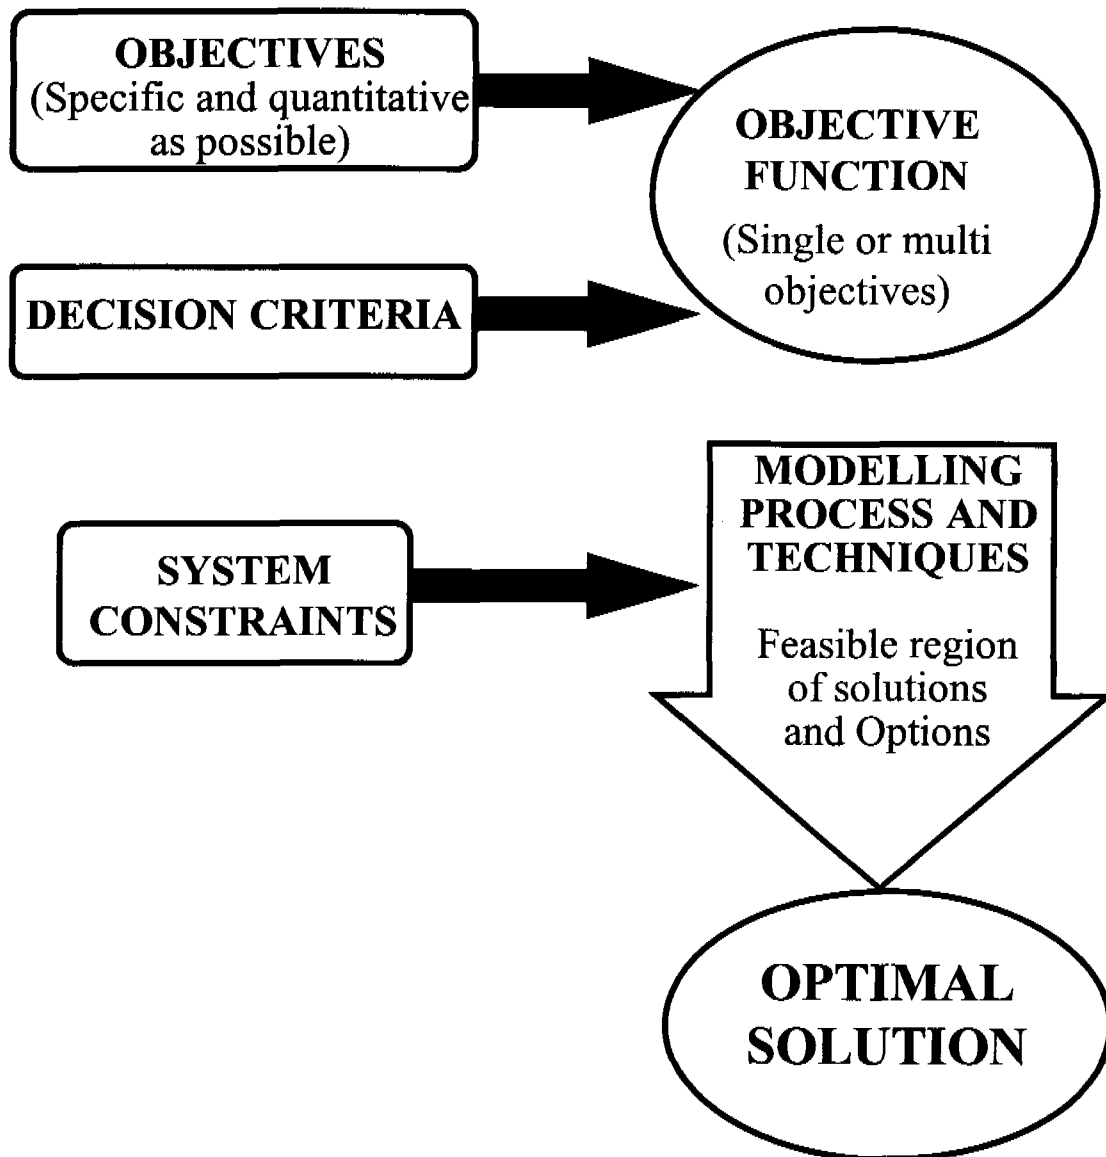 OBJECTIVES
(Specific and quantitative
as possible)
OBJECTIVE
FUNCTION
(Single or multi
objectives)
DECISION CRITERIA
MODELLING
PROCESS AND
TECHNIQUES
Feasible region
of solutions
and Options
SYSTEM
CONSTRAINTS
OPTIMAL
SOLUTION